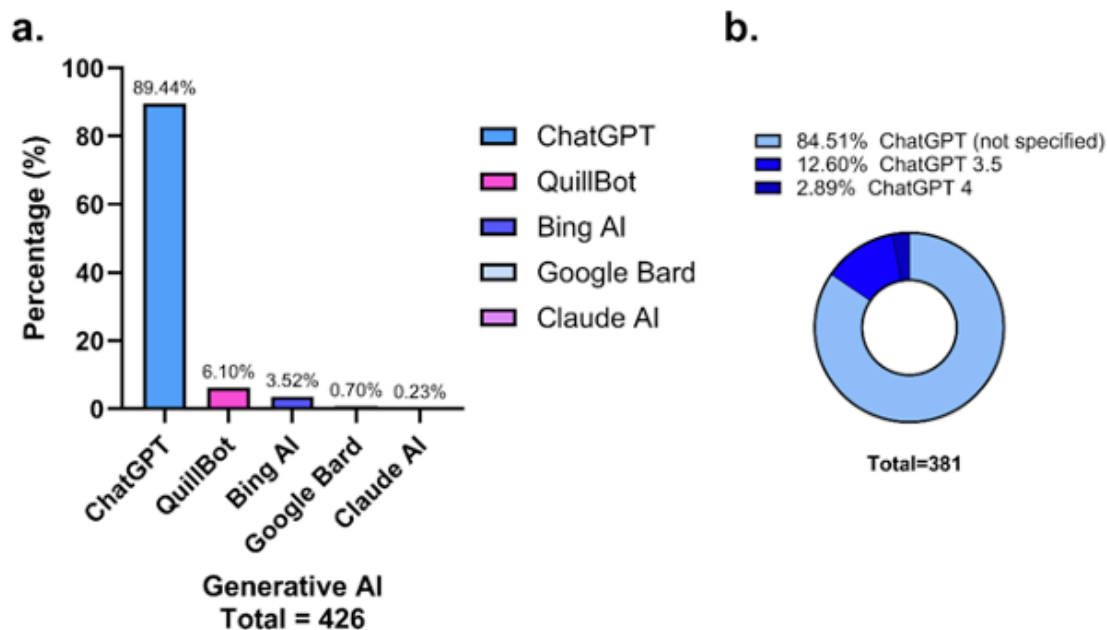 a.
Percentage (%)
100
80
60
40
20
0
89.44%
6.10%
3.52%
0.70%
0.23%
ChatGPT
QuillBot
Bing AI
Google Bard
Claude AI
Generative AI
Total = 426
ChatGPT
QuillBot
Bing AI
Google Bard
Claude AI
b.
84.51% ChatGPT (not specified)
12.60% ChatGPT 3.5
2.89% ChatGPT 4
Total=381